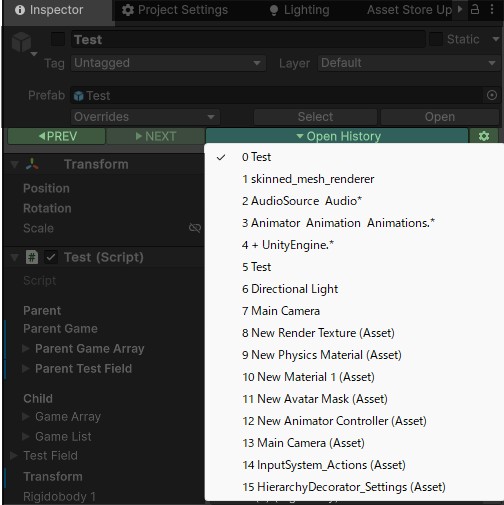 Inspector Project Settings Lighting Asset Store Up
Test Static
Tag Untagged Layer Default
Prefab Test
Overrides Select Open
PREV NEXT Open History
Transform
Position
Rotation
Scale
Test (Script)
Script
Parent
Parent Game
Parent Game Array
Parent Test Field
Child
Game Array
Game List
Test Field
Transform
Rigidobody 1
0 Test
1 skinned_mesh_renderer
2 AudioSource Audio*
3 Animator Animation Animations.*
4 + UnityEngine.*
5 Test
6 Directional Light
7 Main Camera
8 New Render Texture (Asset)
9 New Physics Material (Asset)
10 New Material 1 (Asset)
11 New Avatar Mask (Asset)
12 New Animator Controller (Asset)
13 Main Camera (Asset)
14 InputSystem_Actions (Asset)
15 HierarchyDecorator_Settings (Asset)